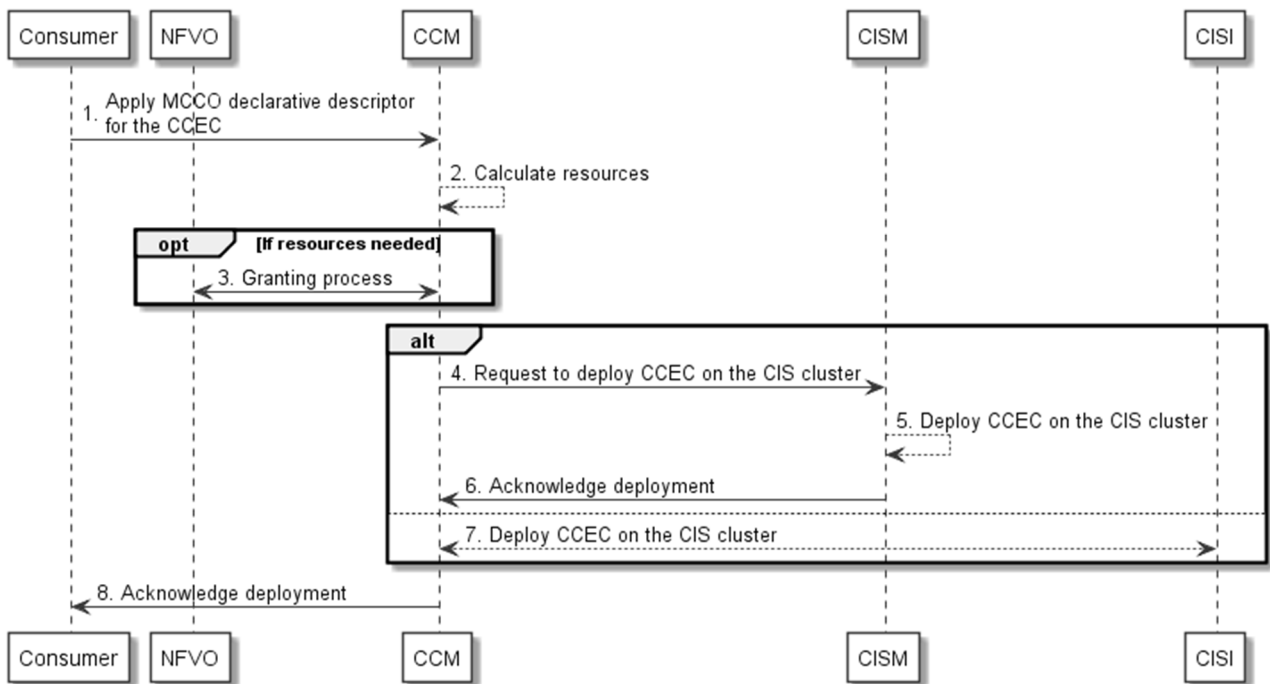 Consumer NFVO CCM CISM CISI
1. Apply MCCO declarative descriptor
for the CCEC
2. Calculate resources
opt [If resources needed]
3. Granting process
alt
4. Request to deploy CCEC on the CIS cluster
5. Deploy CCEC on the CIS cluster
6. Acknowledge deployment
7. Deploy CCEC on the CIS cluster
8. Acknowledge deployment
Consumer NFVO CCM CISM CISI